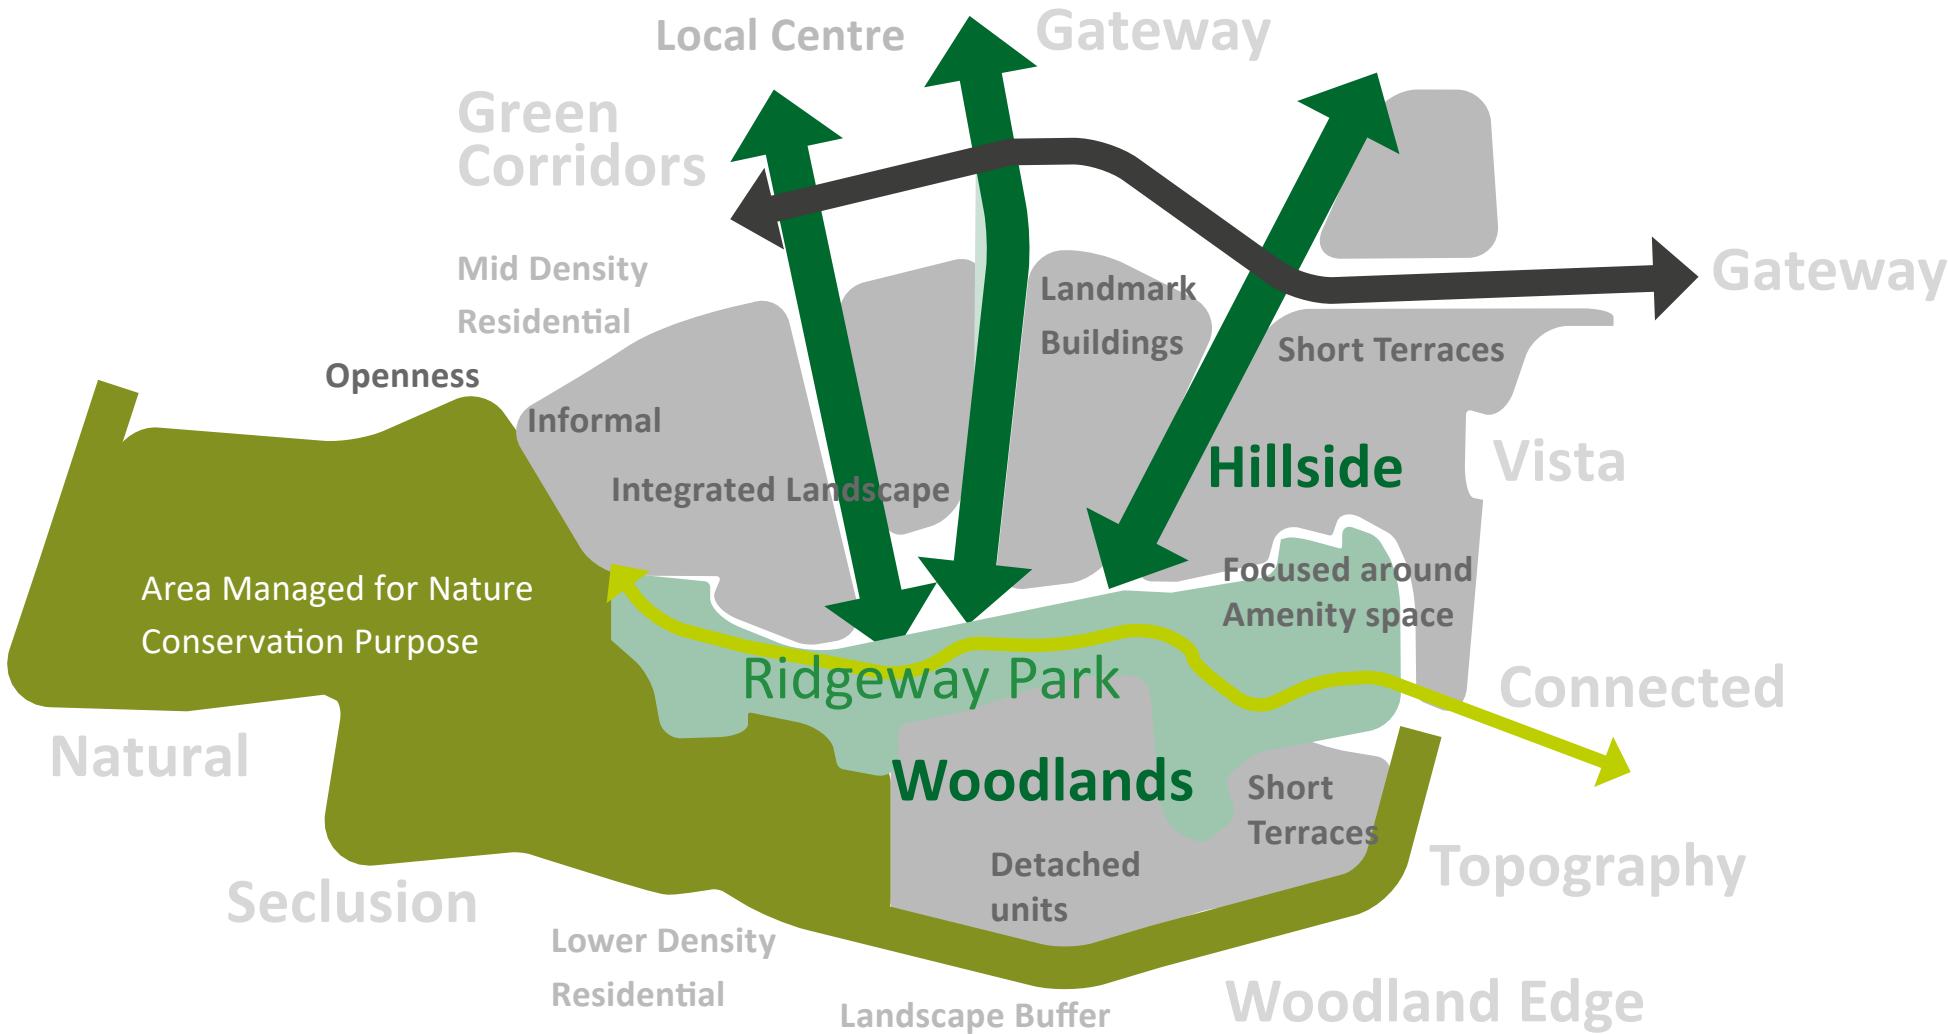 Local Centre
Gateway
Green
Corridors
Mid Density
Residential
Gateway
Landmark
Buildings
Short Terraces
Openness
Informal
Integrated Landscape
Hillside
Vista
Area Managed for Nature
Conservation Purpose
Focused around
Amenity space
Ridgeway Park
Connected
Natural
Woodlands
Short
Terraces
Detached
units
Topography
Seclusion
Lower Density
Residential
Landscape Buffer
Woodland Edge